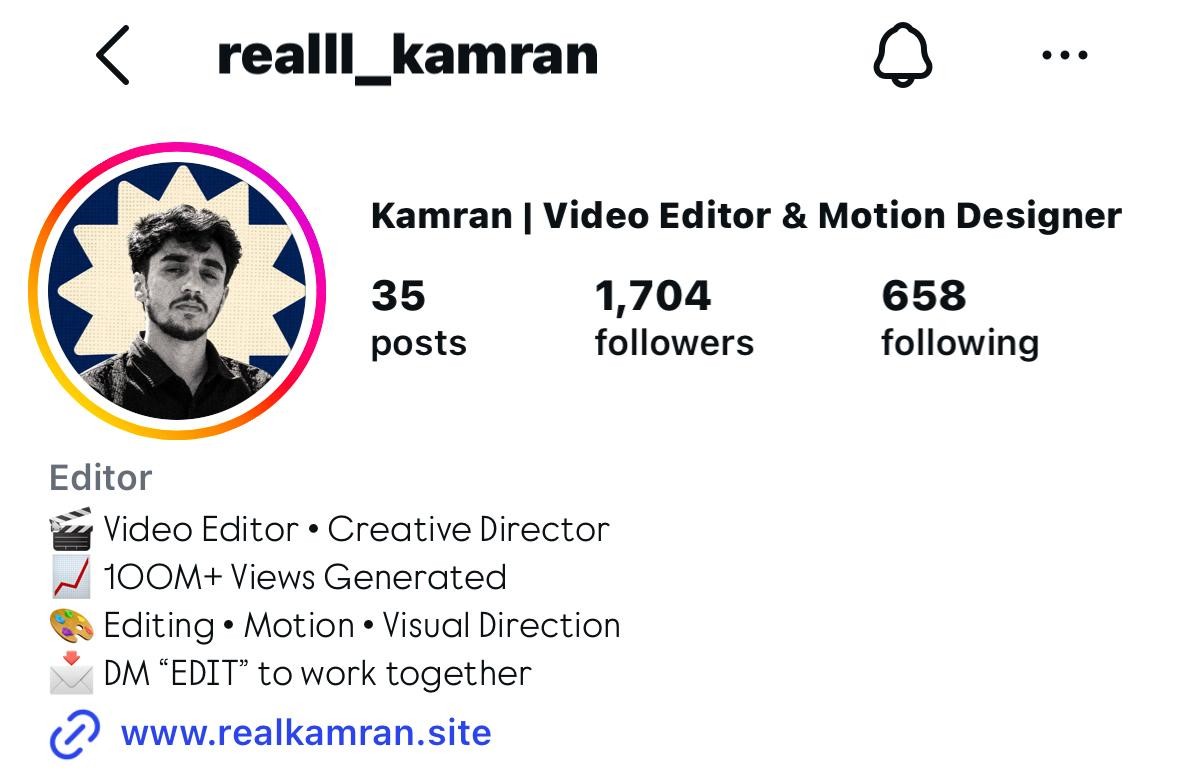 realll_kamran
Kamran | Video Editor & Motion Designer
35 1,704 658
posts followers following
Editor
🎬 Video Editor • Creative Director
📈 100M+ Views Generated
🎨 Editing • Motion • Visual Direction
📩 DM “EDIT” to work together
www.realkamran.site